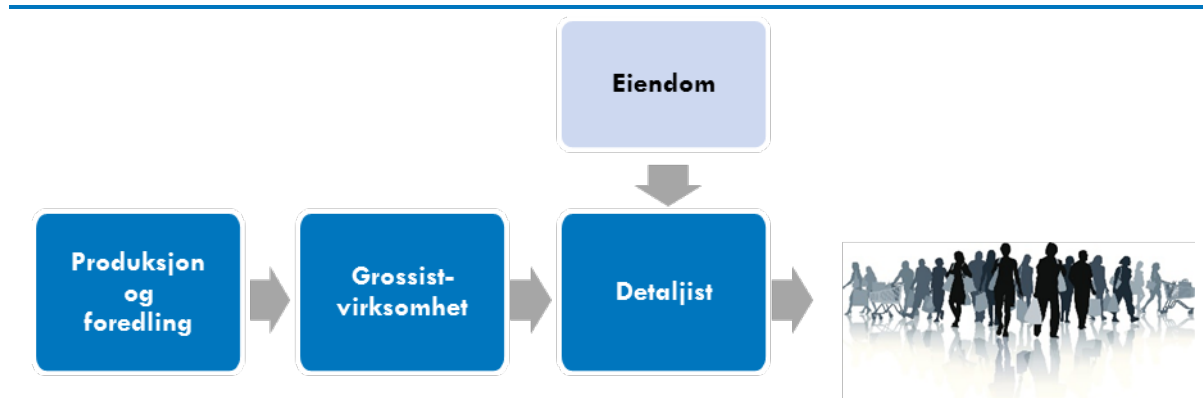 Eiendom
Produksjon
og
foredling
Grossist-
virksomhet
Detaljist